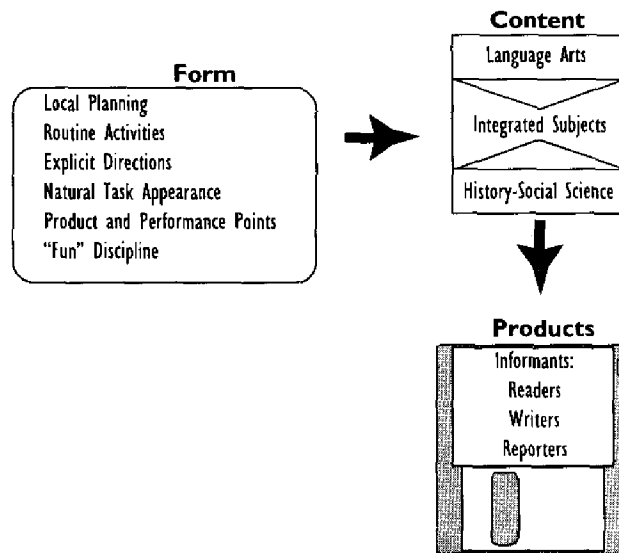 Form
Local Planning
Routine Activities
Explicit Directions
Natural Task Appearance
Product and Performance Points
“Fun” Discipline
Content
Language Arts
Integrated Subjects
History-Social Science
Products
Informants:
Readers
Writers
Reporters